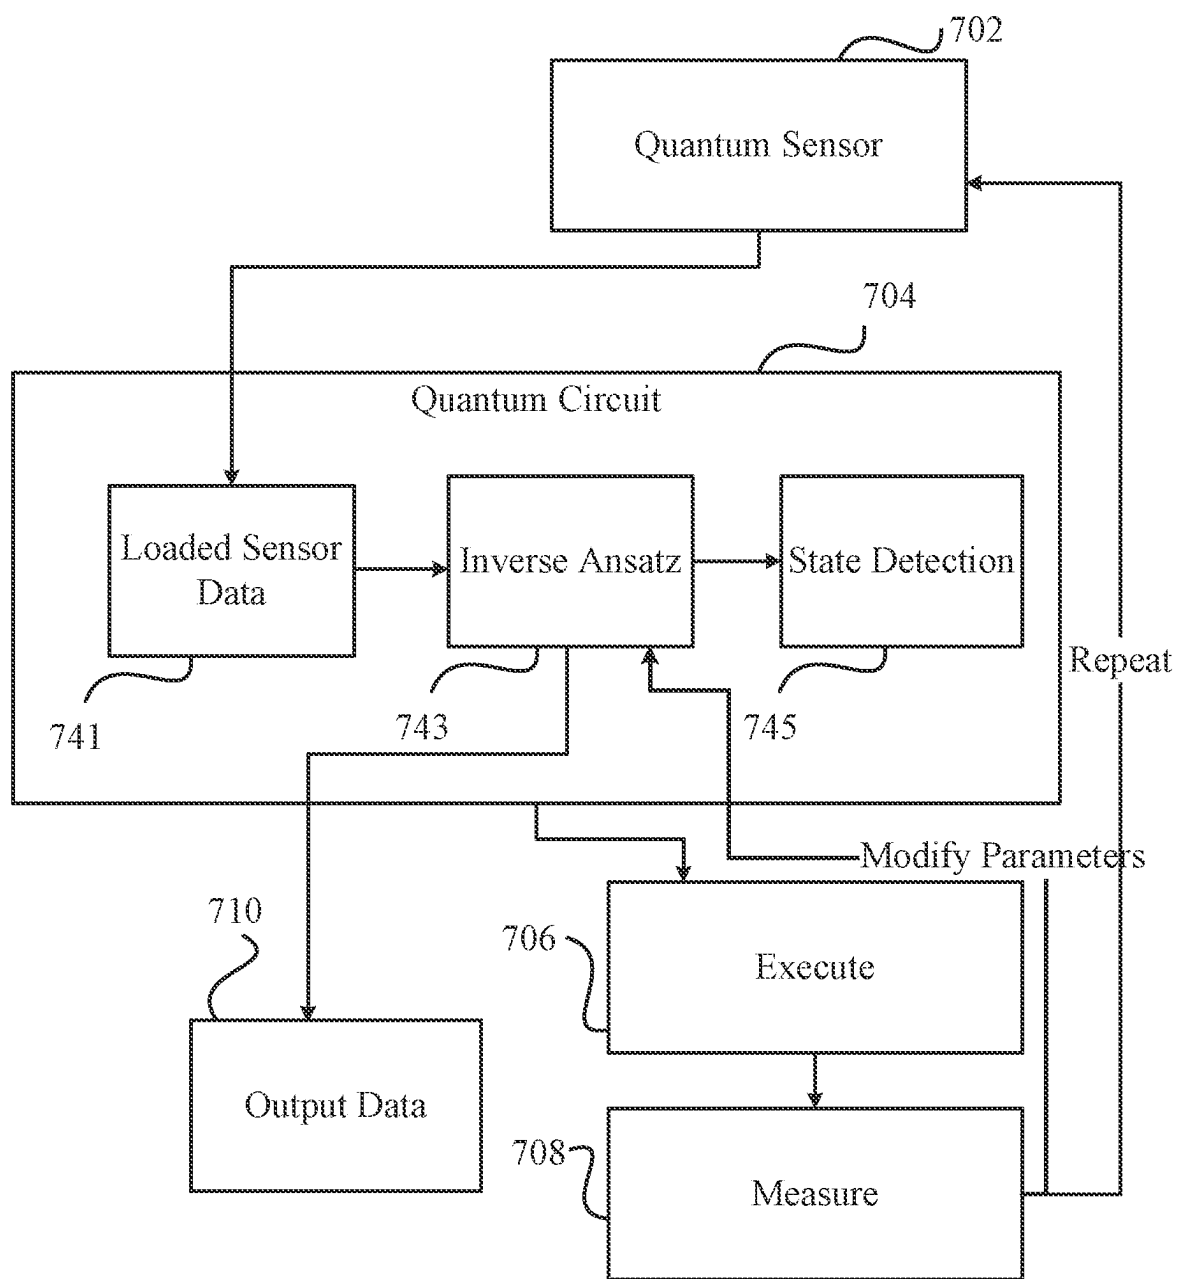 702
Quantum Sensor
704
Quantum Circuit
Loaded Sensor
Data
Inverse Ansatz
State Detection
Repeat
741
743
745
Modify Parameters
710
706
Execute
Output Data
708
Measure